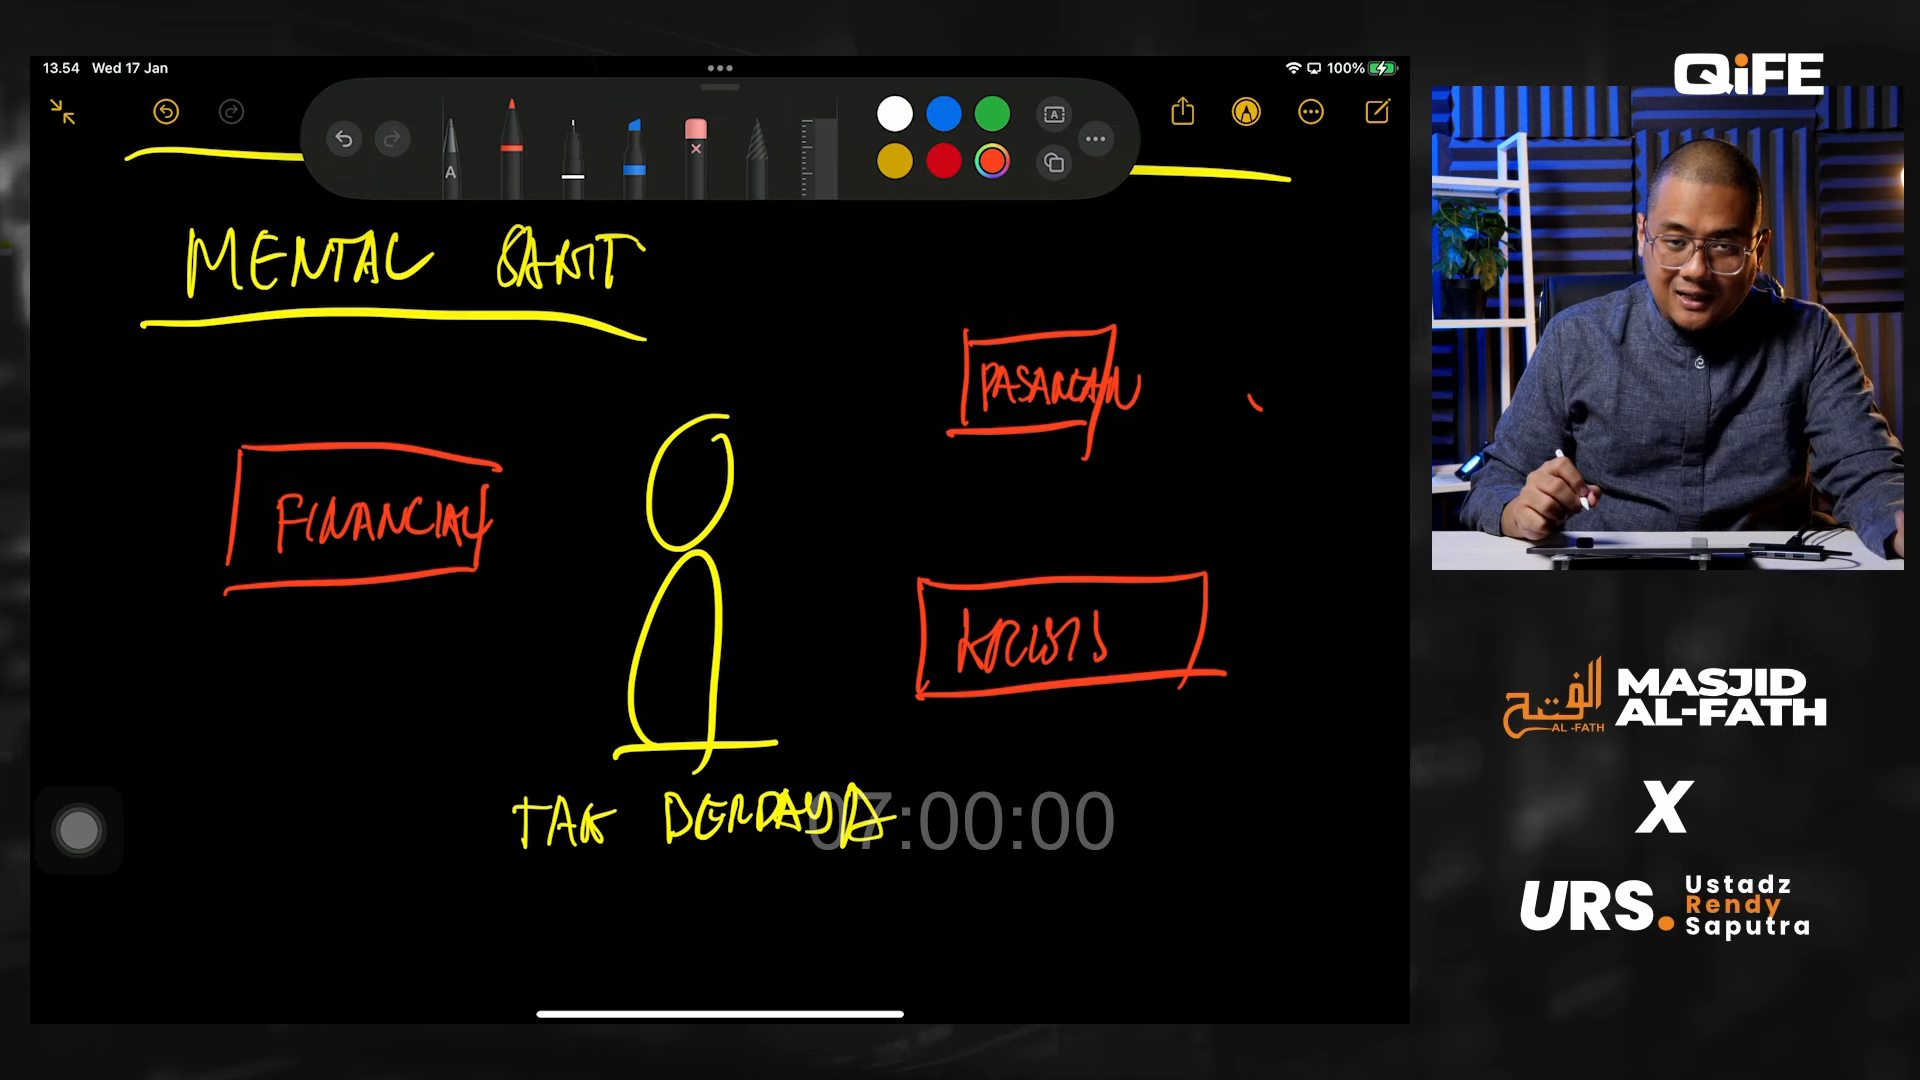 13.54 Wed 17 Jan
100%
A
A
MENTAL SAKIT
PASANGAN
FINANCIAL
KRISIS
TAK BERDAYA
07:00:00
QiFE
الفتح
AL -FATH
MASJID
AL-FATH
X
URS.
Ustadz
Rendy
Saputra